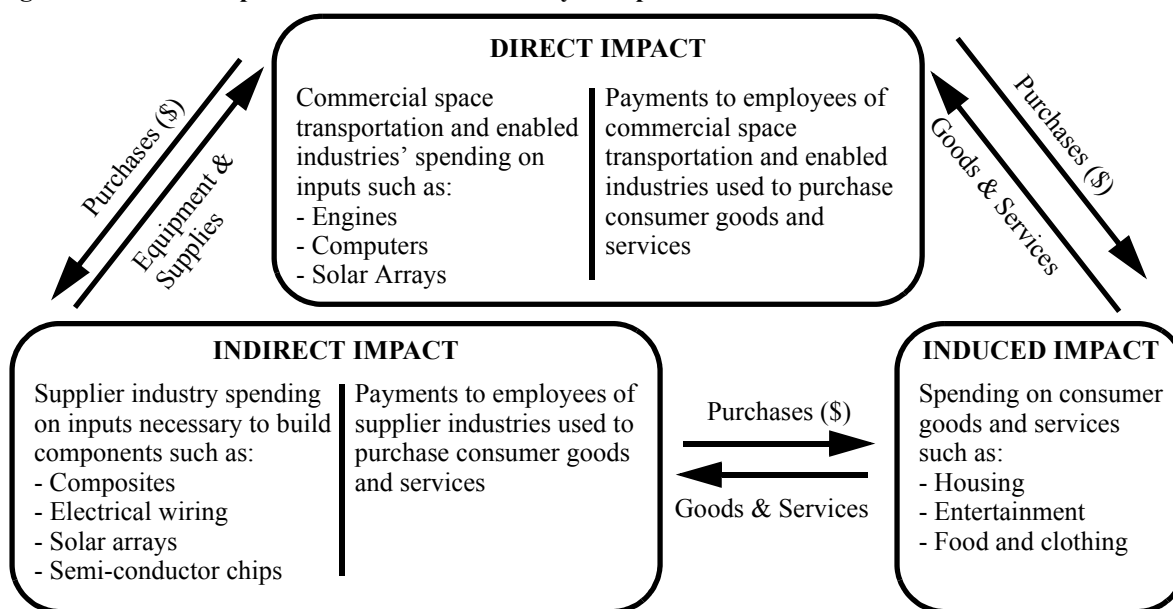 DIRECT IMPACT
Commercial space
transportation and enabled
industries’ spending on
inputs such as:
- Engines
- Computers
- Solar Arrays
Payments to employees of
commercial space
transportation and enabled
industries used to purchase
consumer goods and
services
Purchases ($)
Equipment &
Supplies
Purchases ($)
Goods & Services
INDIRECT IMPACT
Supplier industry spending
on inputs necessary to build
components such as:
- Composites
- Electrical wiring
- Solar arrays
- Semi-conductor chips
Payments to employees of
supplier industries used to
purchase consumer goods
and services
Purchases ($)
Goods & Services
INDUCED IMPACT
Spending on consumer
goods and services
such as:
- Housing
- Entertainment
- Food and clothing